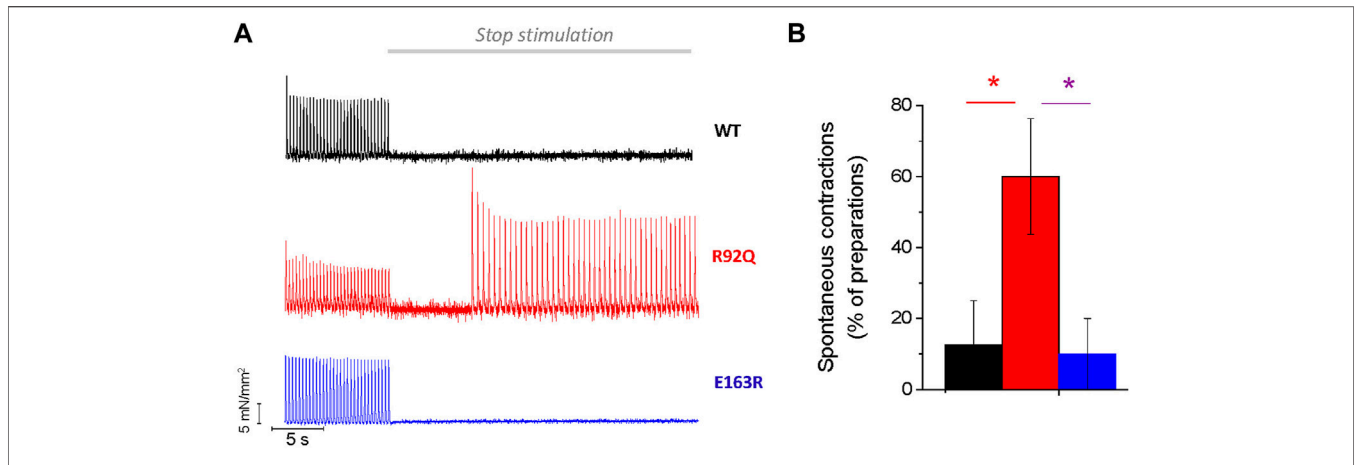 A
Stop stimulation
WT
R92Q
E163R
5 mN/mm²
5 s
B
* *
80
60
40
20
0
Spontaneous contractions
(% of preparations)